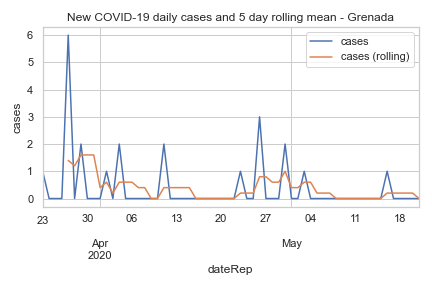 New COVID-19 daily cases and 5 day rolling mean - Grenada
cases
cases (rolling)
cases
6
5
4
3
2
1
0
23 30 06 13 20 27 04 11 18
Apr May
2020
dateRep